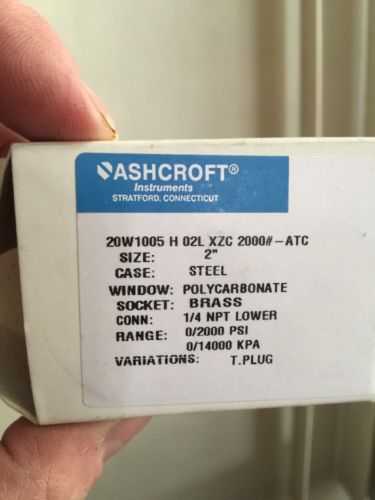 ASHCROFT®
Instruments
STRATFORD, CONNECTICUT
20W1005 H 02L XZC 2000#-ATC
SIZE: 2"
CASE: STEEL
WINDOW: POLYCARBONATE
SOCKET: BRASS
CONN: 1/4 NPT LOWER
RANGE: 0/2000 PSI
0/14000 KPA
VARIATIONS: T.PLUG